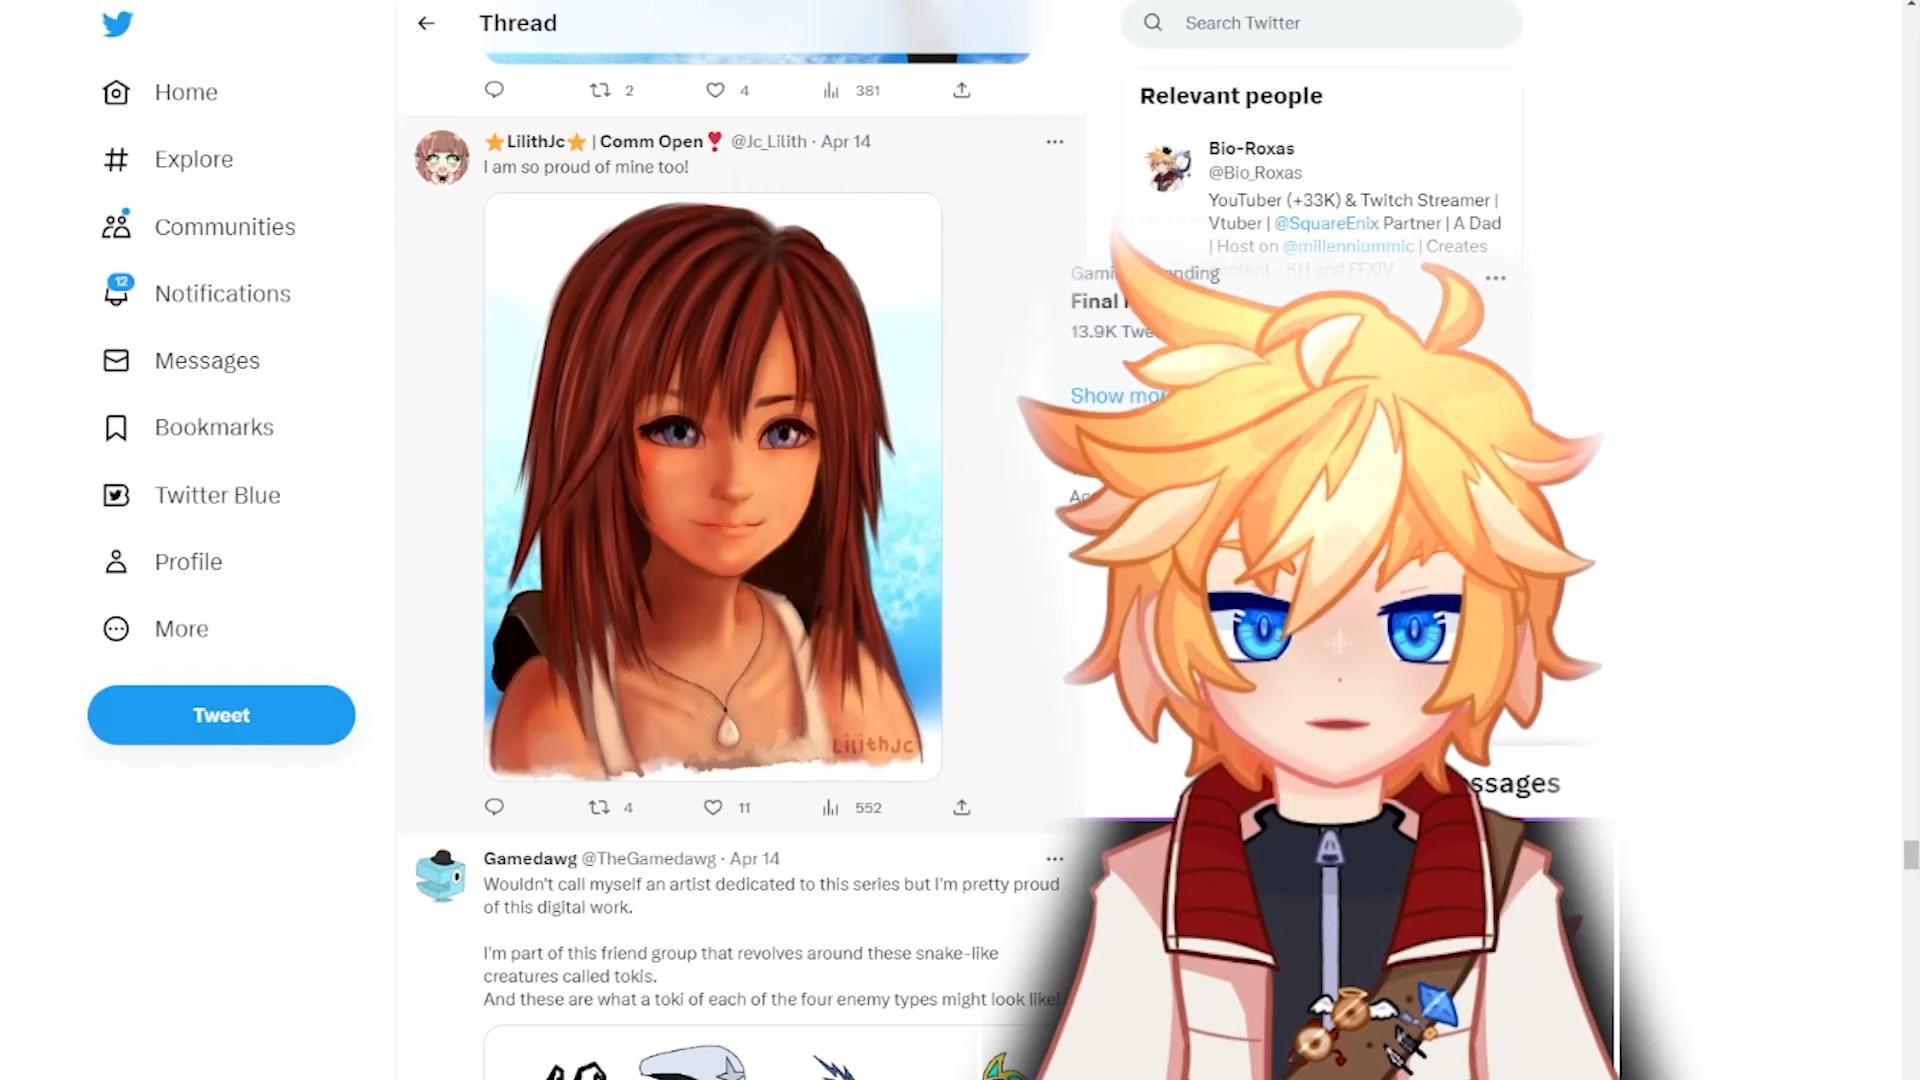 Thread
Search Twitter
Home
Explore
Communities
12
Notifications
Messages
Bookmarks
Twitter Blue
Profile
More
Tweet
2
4
381
LilithJc | Comm Open @Jc_Lilith · Apr 14
I am so proud of mine too!
LilithJc
4
11
552
Gamedawg @TheGamedawg · Apr 14
Wouldn't call myself an artist dedicated to this series but I'm pretty proud
of this digital work.
I'm part of this friend group that revolves around these snake-like
creatures called tokis.
And these are what a toki of each of the four enemy types might look like!
Relevant people
Bio-Roxas
@Bio_Roxas
YouTuber (+33K) & Twitch Streamer |
Vtuber | @SquareEnix Partner | A Dad
| Host on @millenniummic | Creates
KH and FFXIV
Final
13.9K
Show